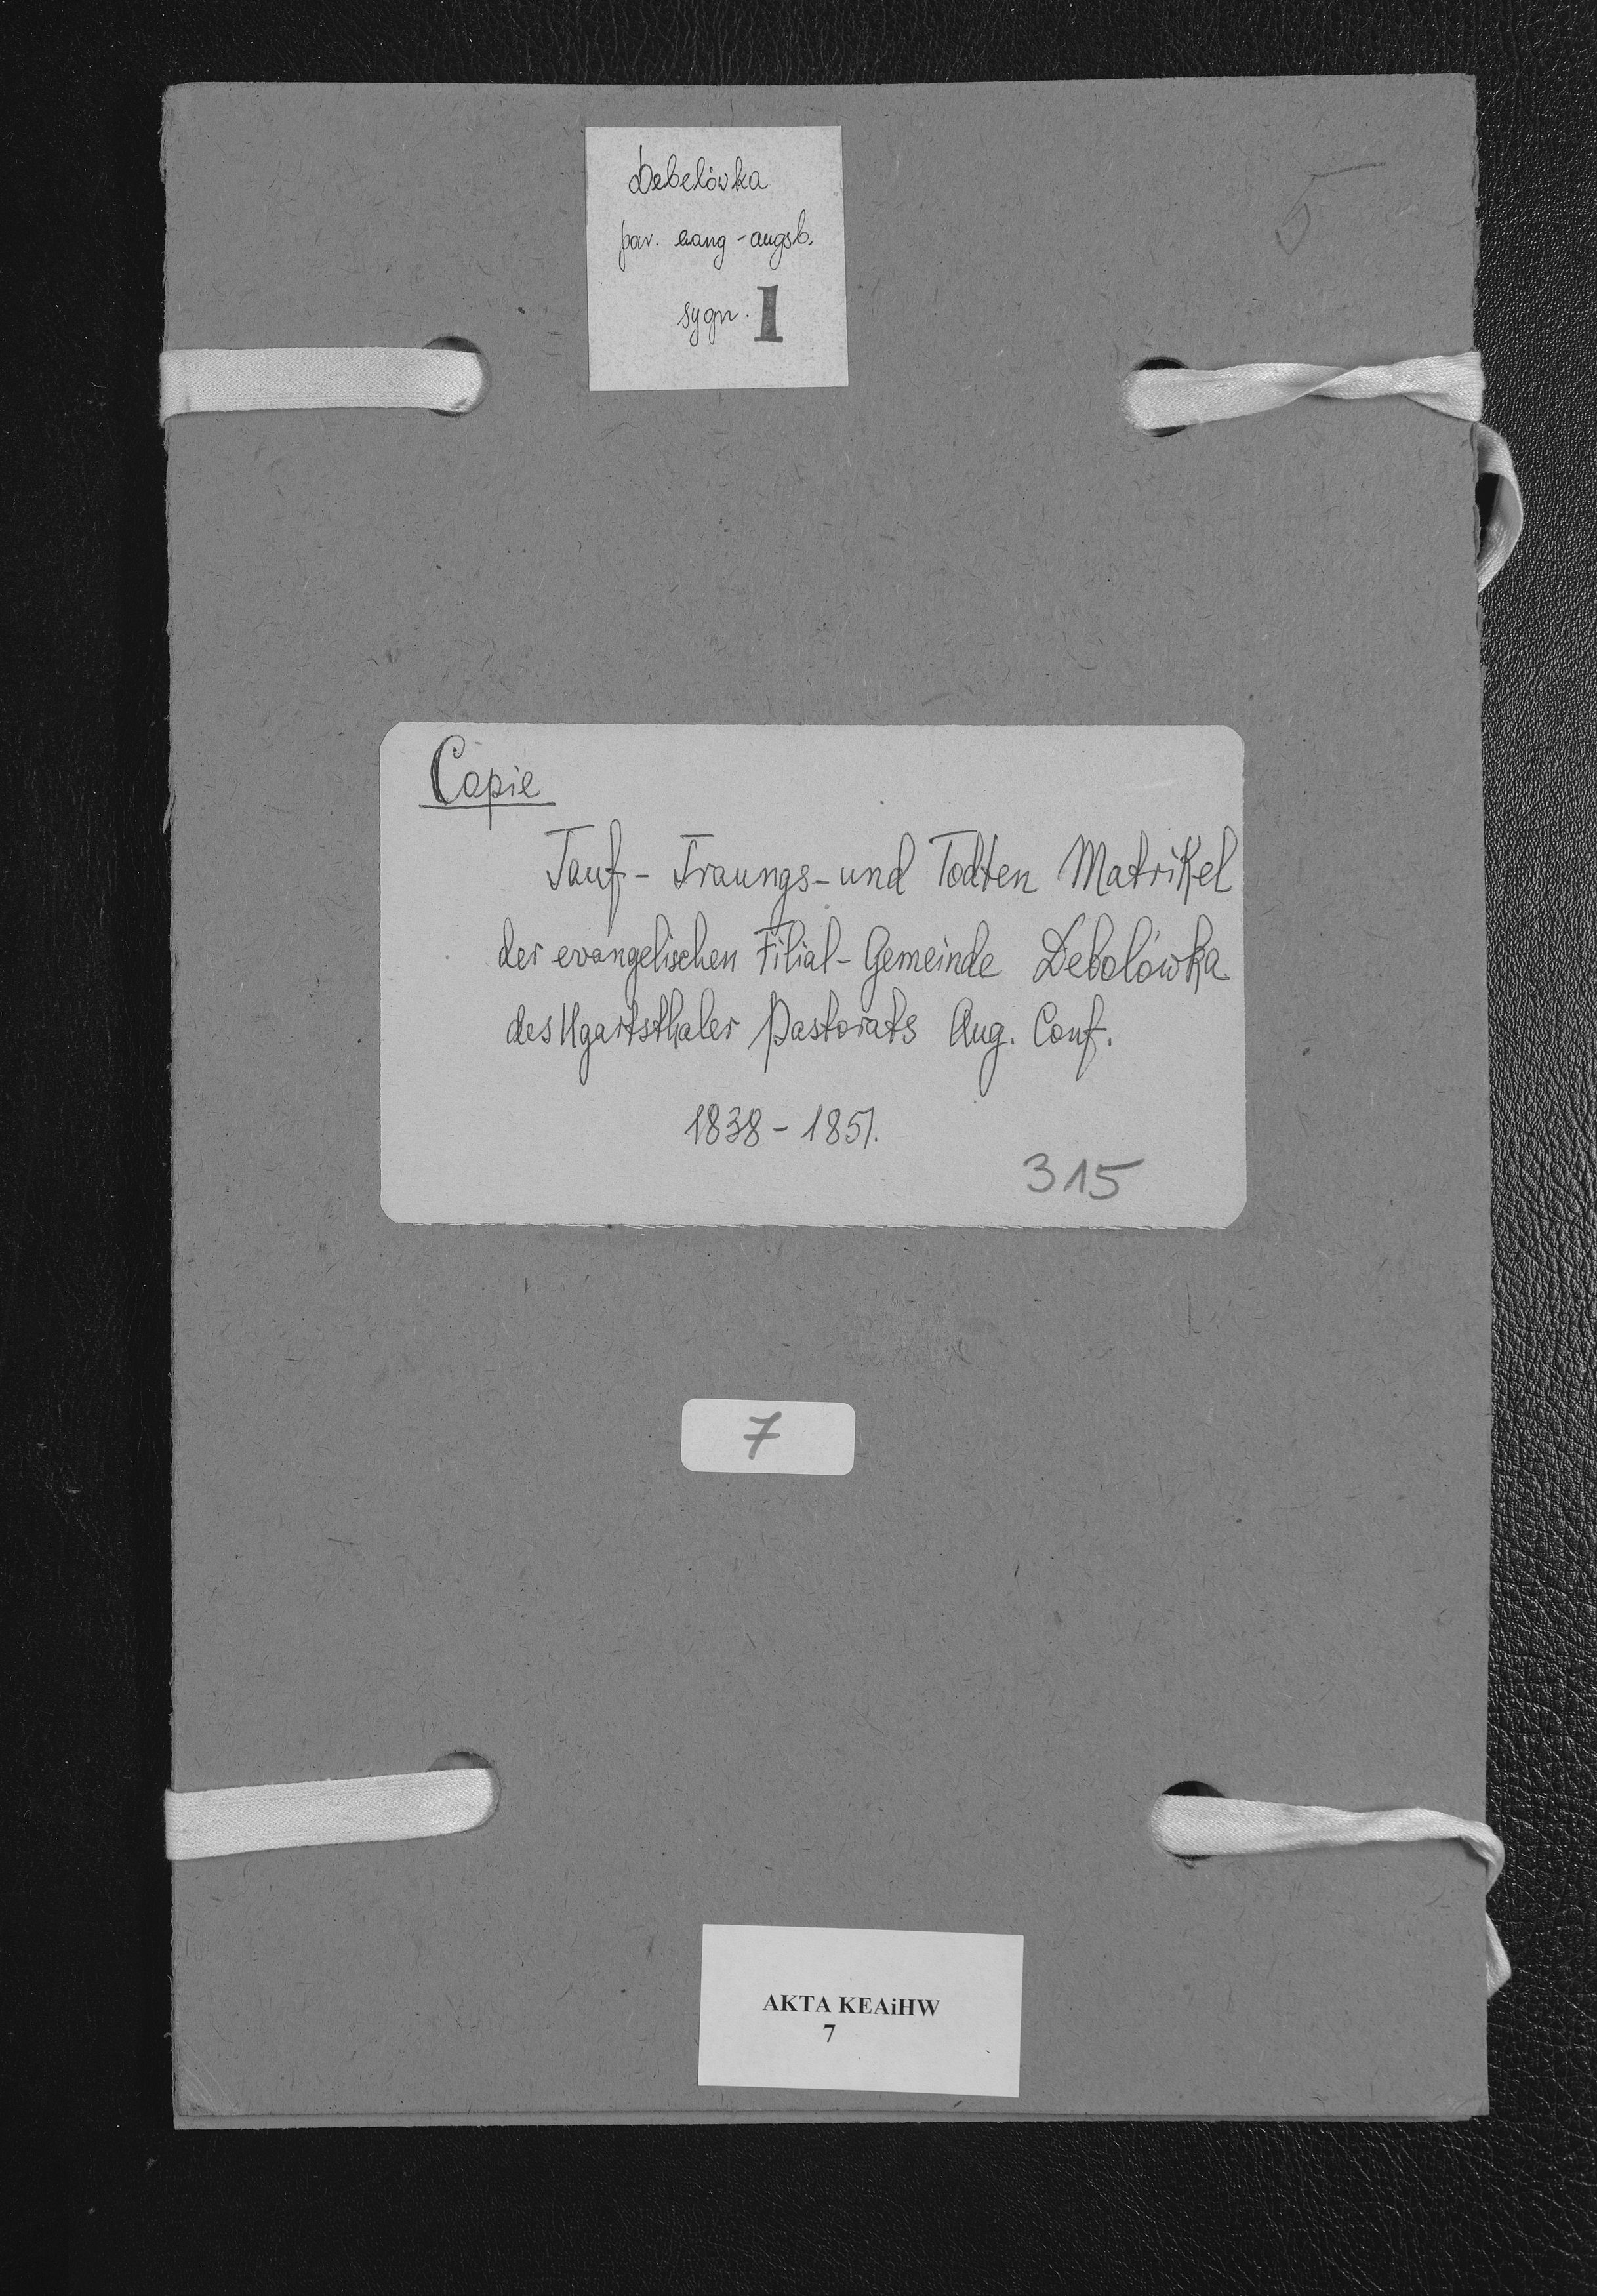 Debelówka
par. ewang-augsb.
sygn. 1
5
Copie
Tauf- Traungs- und Todten Matrikel
der evangelischen Filial-Gemeinde Debolówka
des Ugartsthaler Pastorats Aug. Conf.
1838 - 1851.
315
7
AKTA KEAiHW
7